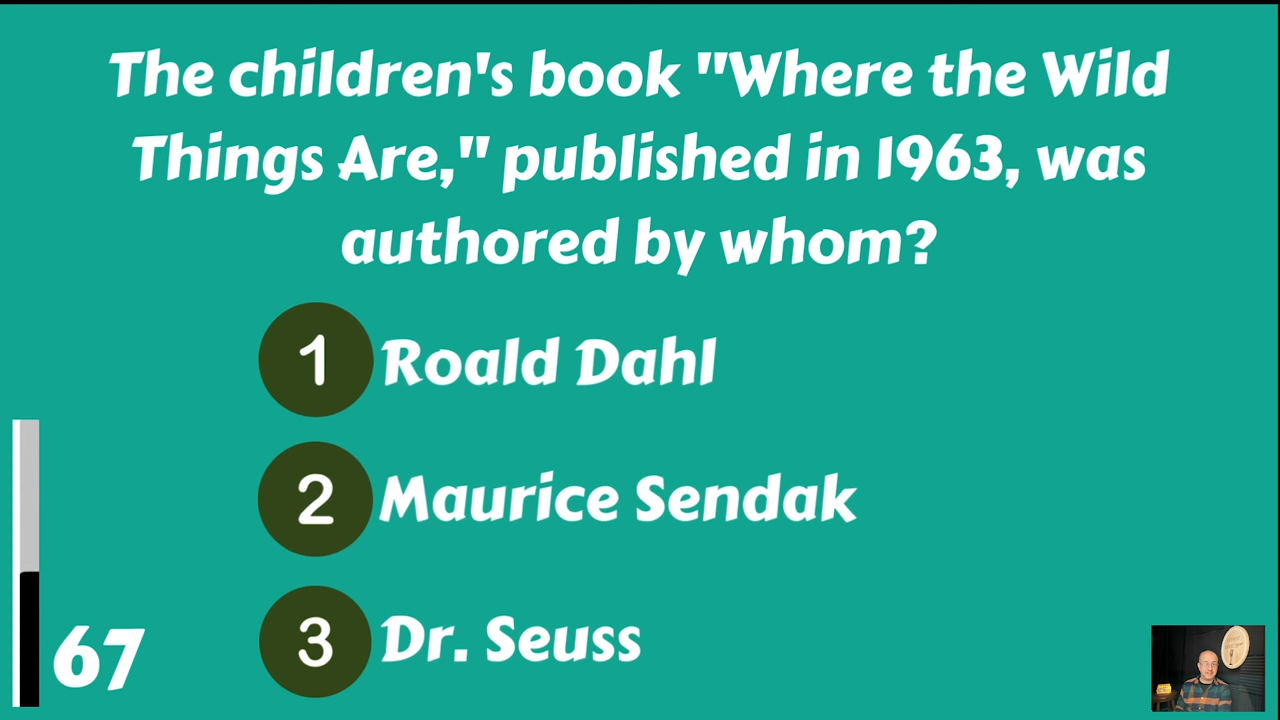 The children's book "Where the Wild
Things Are," published in 1963, was
authored by whom?
1 Roald Dahl
2 Maurice Sendak
3 Dr. Seuss
67